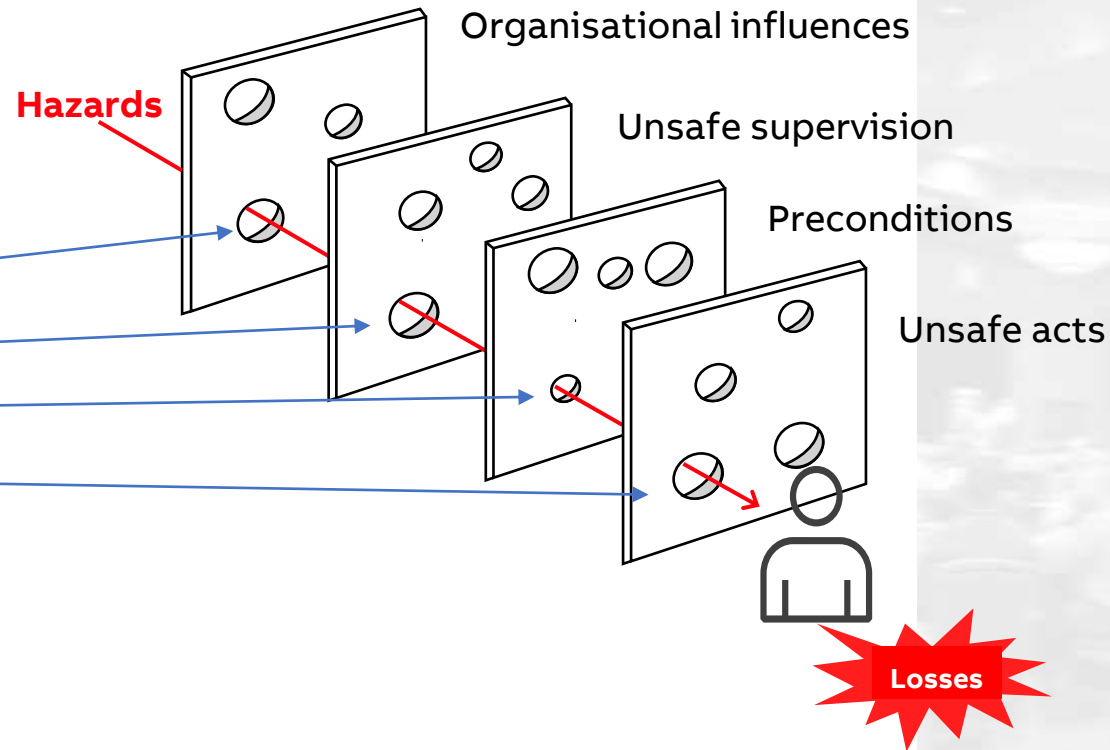 Organisational influences
Hazards
Unsafe supervision
Preconditions
Unsafe acts
Losses